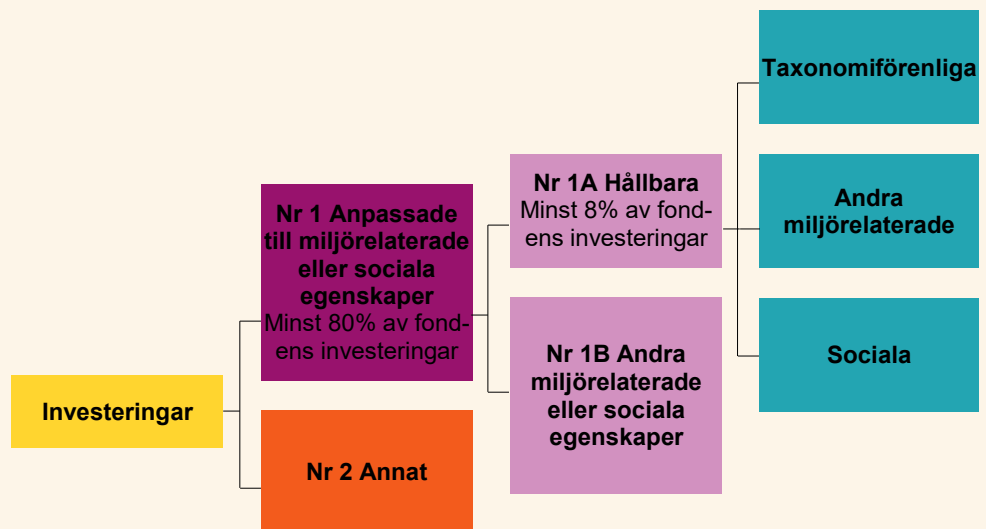 Investeringar
Nr 1 Anpassade
till miljörelaterade
eller sociala
egenskaper
Minst 80% av fond-
ens investeringar
Nr 2 Annat
Nr 1A Hållbara
Minst 8% av fond-
ens investeringar
Nr 1B Andra
miljörelaterade
eller sociala
egenskaper
Taxonomiförenliga
Andra
miljörelaterade
Sociala